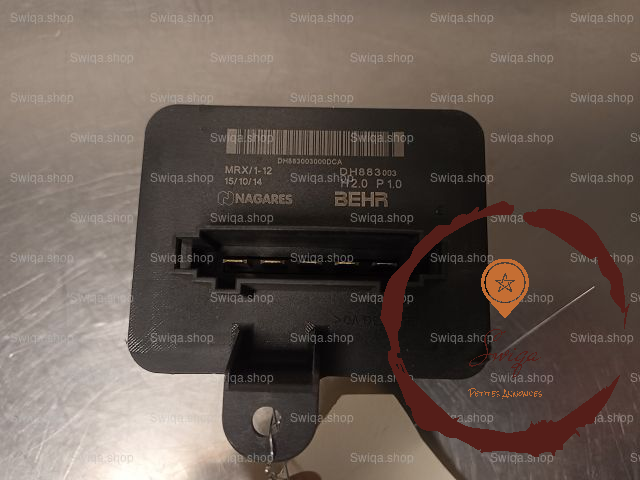 DH883003000DCA
MRX/1-12
DH883003
15/10/14
H2.0 P1.0
NAGARES
BEHR
Swiqa
Petites Annonces
Swiqa.shop